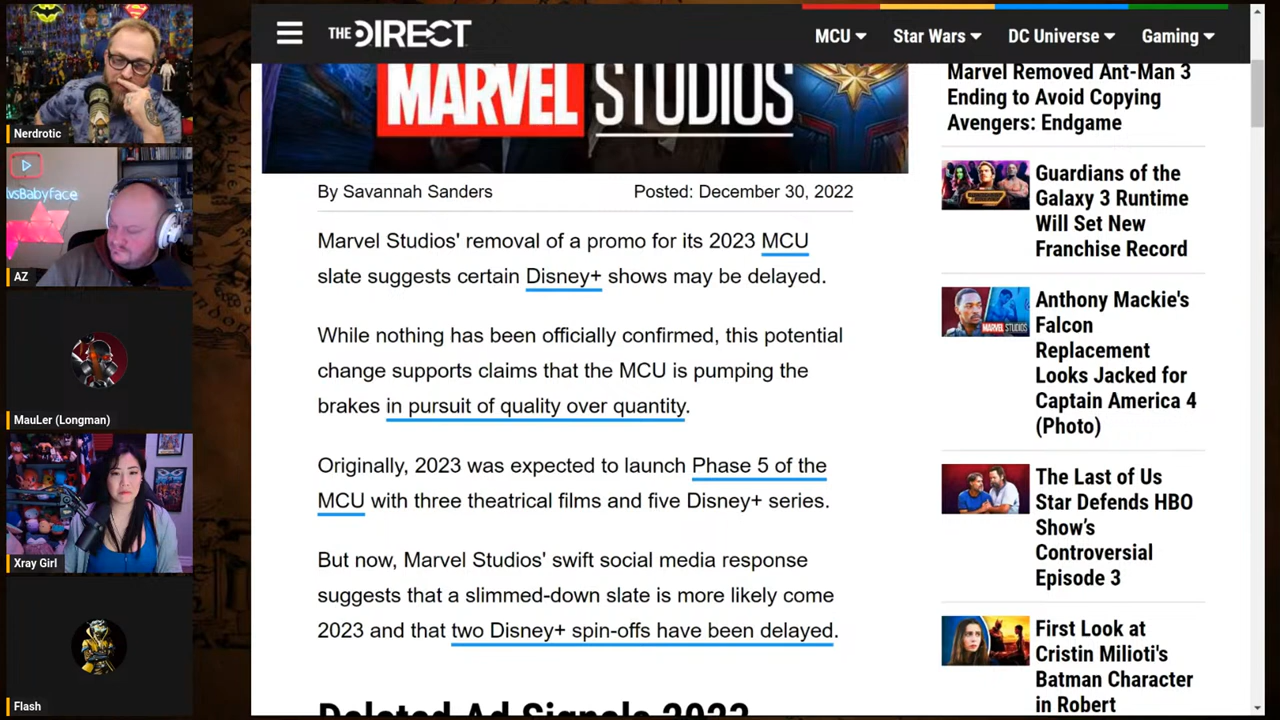 Nerdrotic
vsBabyface
AZ
MauLer (Longman)
Xray Girl
Flash
THE DIRECT
MCU
Star Wars
DC Universe
Gaming
MARVEL STUDIOS
By Savannah Sanders
Posted: December 30, 2022
Marvel Studios' removal of a promo for its 2023 MCU
slate suggests certain Disney+ shows may be delayed.
While nothing has been officially confirmed, this potential
change supports claims that the MCU is pumping the
brakes in pursuit of quality over quantity.
Originally, 2023 was expected to launch Phase 5 of the
MCU with three theatrical films and five Disney+ series.
But now, Marvel Studios' swift social media response
suggests that a slimmed-down slate is more likely come
2023 and that two Disney+ spin-offs have been delayed.
Deleted Ad Signals 2023
Marvel Removed Ant-Man 3
Ending to Avoid Copying
Avengers: Endgame
Guardians of the
Galaxy 3 Runtime
Will Set New
Franchise Record
MARVEL STUDIOS
Anthony Mackie's
Falcon
Replacement
Looks Jacked for
Captain America 4
(Photo)
The Last of Us
Star Defends HBO
Show's
Controversial
Episode 3
First Look at
Cristin Milioti's
Batman Character
in Robert